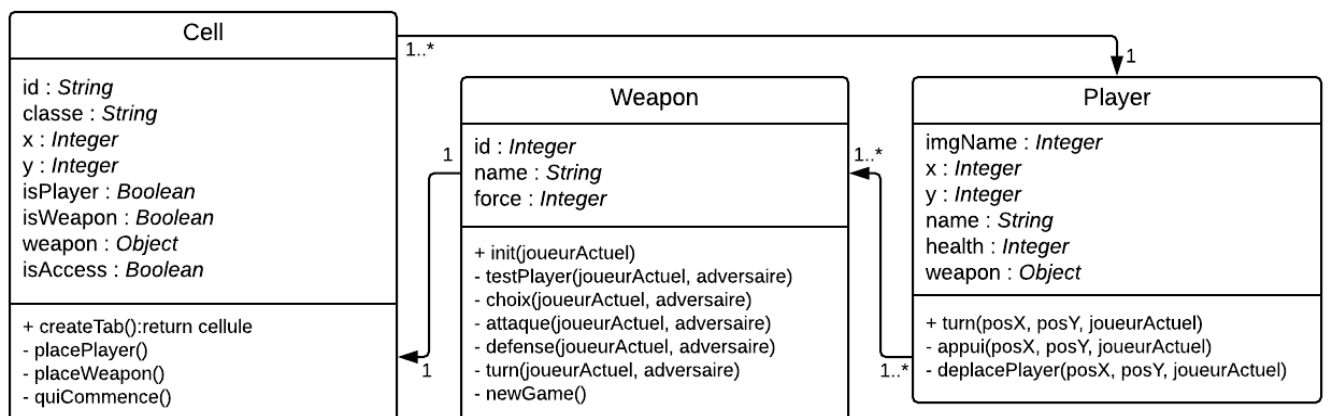 Cell
id : String
classe : String
x : Integer
y : Integer
isPlayer : Boolean
isWeapon : Boolean
weapon : Object
isAccess : Boolean
+ createTab():return cellule
- placePlayer()
- placeWeapon()
- quiCommence()
1..*
1
1
1
Weapon
id : Integer
name : String
force : Integer
+ init(joueurActuel)
- testPlayer(joueurActuel, adversaire)
- choix(joueurActuel, adversaire)
- attaque(joueurActuel, adversaire)
- defense(joueurActuel, adversaire)
- turn(joueurActuel, adversaire)
- newGame()
1..*
1..*
Player
imgName : Integer
x : Integer
y : Integer
name : String
health : Integer
weapon : Object
+ turn(posX, posY, joueurActuel)
- appui(posX, posY, joueurActuel)
- deplacePlayer(posX, posY, joueurActuel)